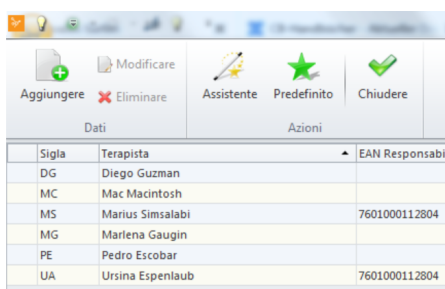 Aggiungere
Modificare
Eliminare
Assistente
Predefinito
Chiudere
Dati
Azioni
Sigla Terapista EAN Responsabi
DG Diego Guzman
MC Mac Macintosh
MS Marius Simsalabi 7601000112804
MG Marlena Gaugin
PE Pedro Escobar
UA Ursina Espenlaub 7601000112804